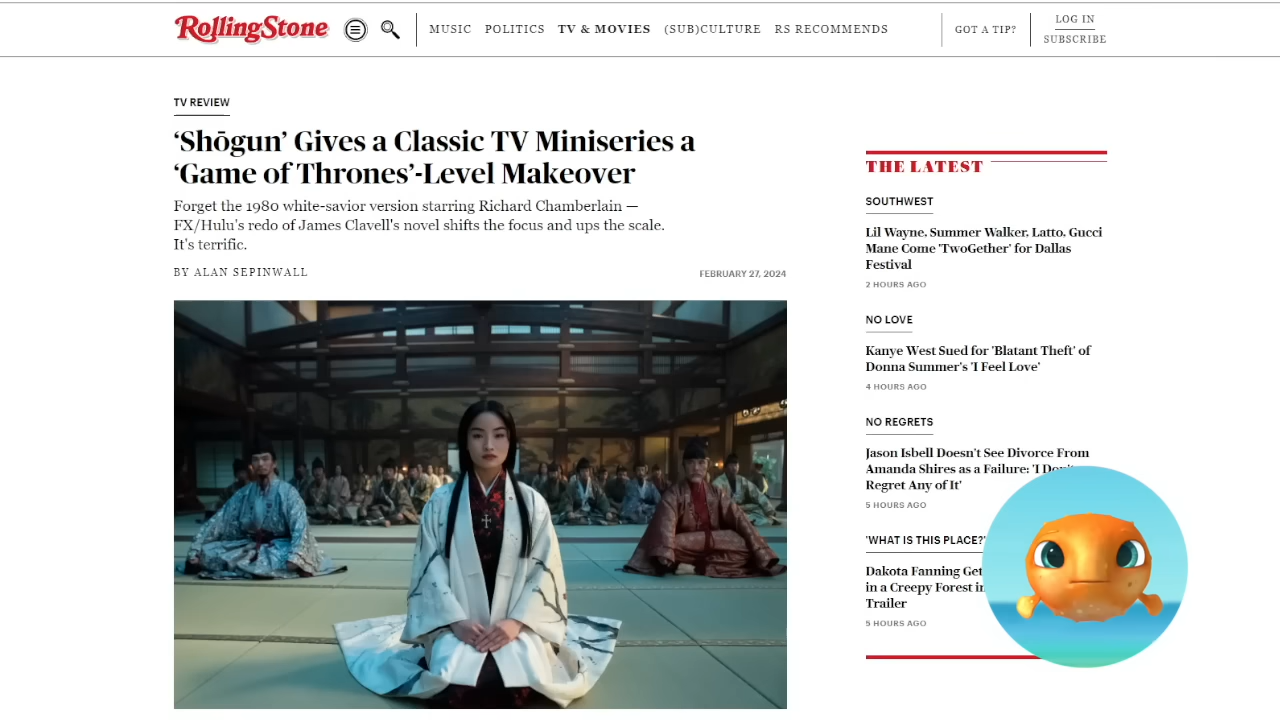 RollingStone
MUSIC POLITICS TV & MOVIES (SUB)CULTURE RS RECOMMENDS
GOT A TIP?
LOG IN
SUBSCRIBE
TV REVIEW
‘Shōgun’ Gives a Classic TV Miniseries a
‘Game of Thrones’-Level Makeover
Forget the 1980 white-savior version starring Richard Chamberlain —
FX/Hulu's redo of James Clavell's novel shifts the focus and ups the scale.
It's terrific.
BY ALAN SEPINWALL
FEBRUARY 27, 2024
THE LATEST
SOUTHWEST
Lil Wayne, Summer Walker, Latto, Gucci
Mane Come 'TwoGether' for Dallas
Festival
2 HOURS AGO
NO LOVE
Kanye West Sued for 'Blatant Theft' of
Donna Summer's 'I Feel Love'
4 HOURS AGO
NO REGRETS
Jason Isbell Doesn't See Divorce From
Amanda Shires as a Failure: 'I Don't
Regret Any of It'
5 HOURS AGO
'WHAT IS THIS PLACE?'
Dakota Fanning Get
in a Creepy Forest in
Trailer
5 HOURS AGO